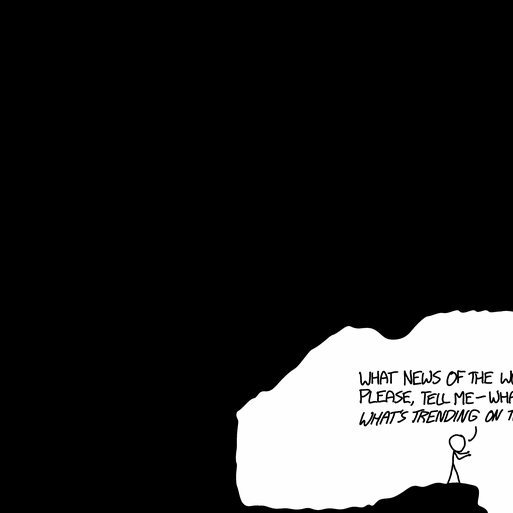 WHAT NEWS OF THE
PLEASE, TELL ME—
WHAT'S TRENDING ON